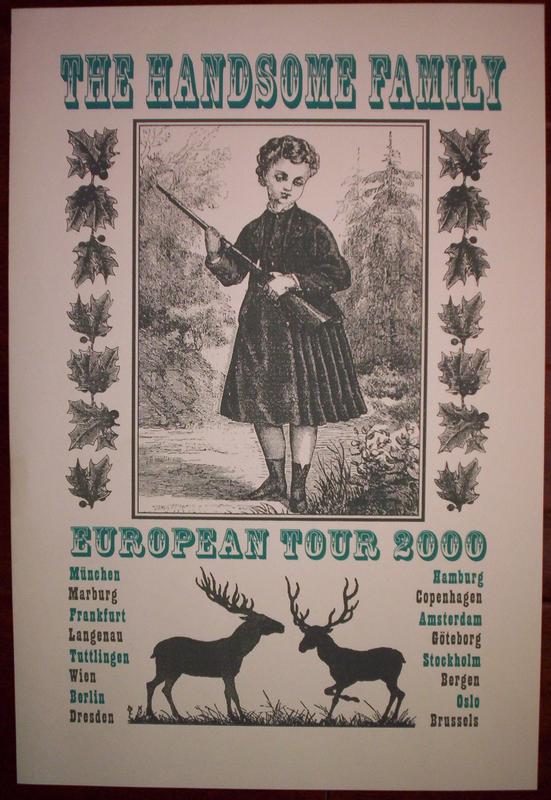 THE HANDSOME FAMILY
EUROPEAN TOUR 2000
München
Marburg
Frankfurt
Langenau
Tuttlingen
Wien
Berlin
Dresden
Hamburg
Copenhagen
Amsterdam
Göteborg
Stockholm
Bergen
Oslo
Brussels